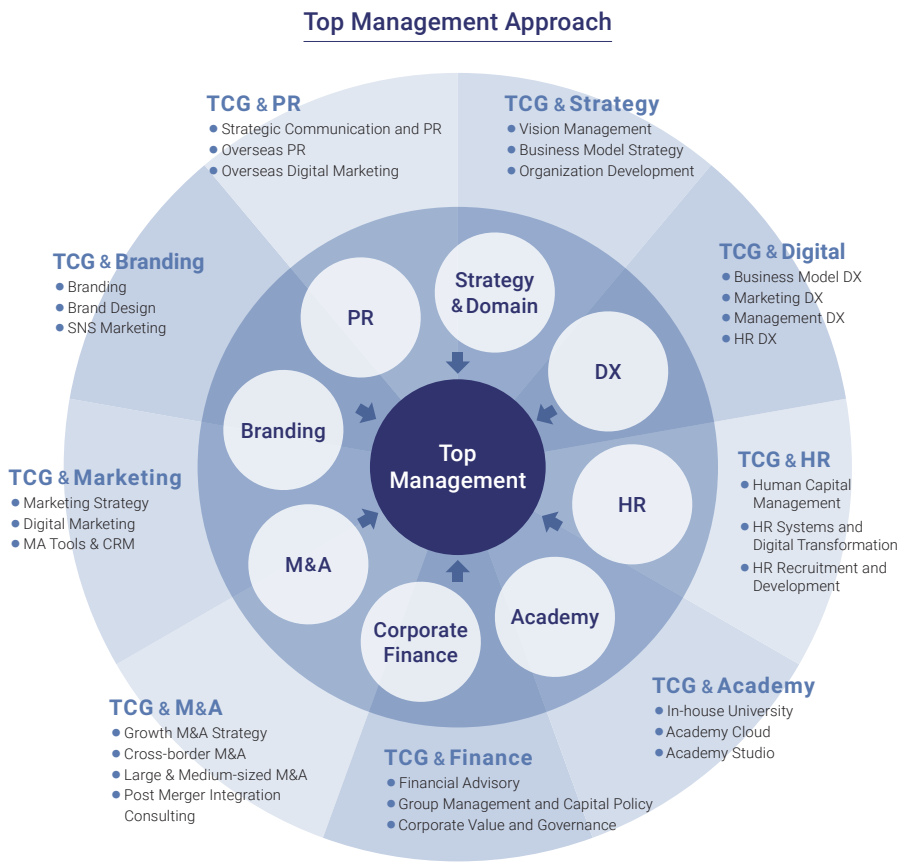 Top Management Approach
TCG & PR
Strategic Communication and PR
Overseas PR
Overseas Digital Marketing
TCG & Strategy
Vision Management
Business Model Strategy
Organization Development
TCG & Branding
Branding
Brand Design
SNS Marketing
TCG & Digital
Business Model DX
Marketing DX
Management DX
HR DX
PR
Strategy
& Domain
DX
Branding
Top
Management
HR
M&A
Corporate
Finance
Academy
TCG & Marketing
Marketing Strategy
Digital Marketing
MA Tools & CRM
TCG & HR
Human Capital
Management
HR Systems and
Digital Transformation
HR Recruitment and
Development
TCG & M&A
Growth M&A Strategy
Cross-border M&A
Large & Medium-sized M&A
Post Merger Integration
Consulting
TCG & Finance
Financial Advisory
Group Management and Capital Policy
Corporate Value and Governance
TCG & Academy
In-house University
Academy Cloud
Academy Studio